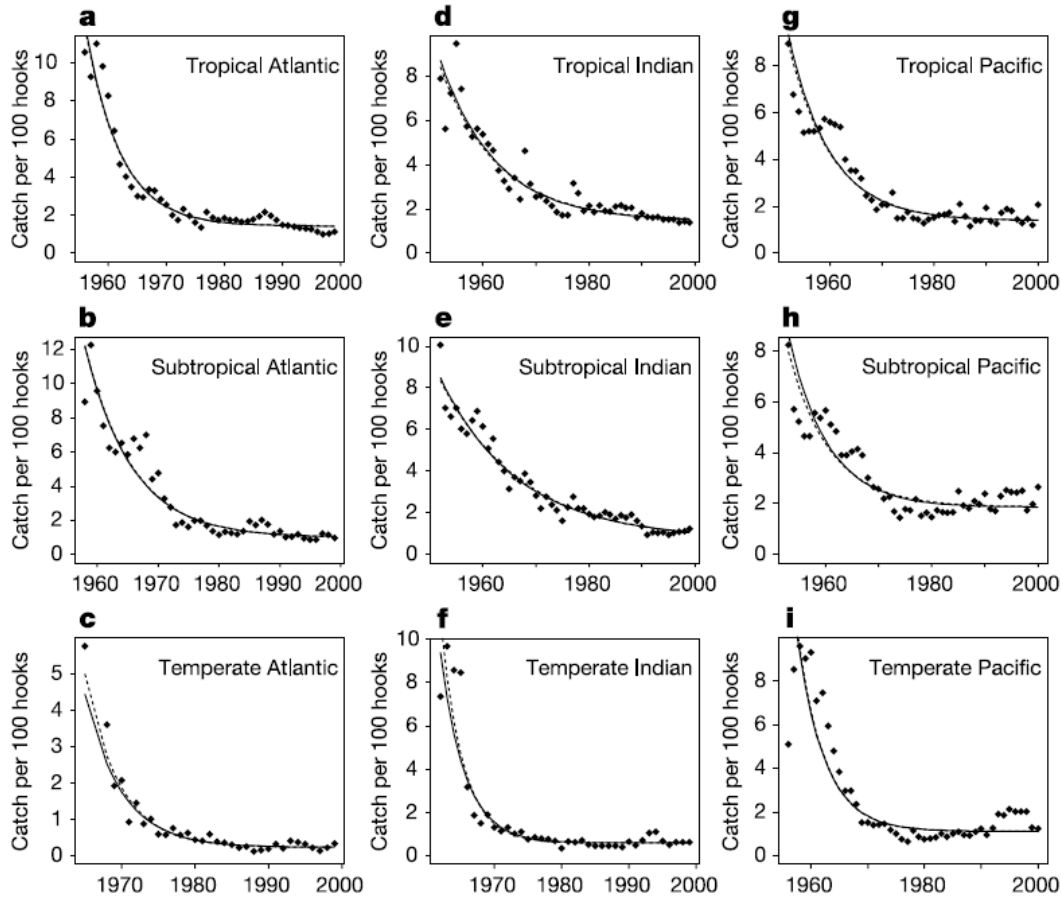 a
Tropical Atlantic
Catch per 100 hooks
10
8
6
4
2
0
1960 1970 1980 1990 2000
d
Tropical Indian
Catch per 100 hooks
10
8
6
4
2
0
1960 1980 2000
g
Tropical Pacific
Catch per 100 hooks
8
6
4
2
0
1960 1980 2000
b
Subtropical Atlantic
Catch per 100 hooks
12
10
8
6
4
2
0
1960 1970 1980 1990 2000
e
Subtropical Indian
Catch per 100 hooks
10
8
6
4
2
0
1960 1980 2000
h
Subtropical Pacific
Catch per 100 hooks
8
6
4
2
0
1960 1980 2000
c
Temperate Atlantic
Catch per 100 hooks
5
4
3
2
1
0
1970 1980 1990 2000
f
Temperate Indian
Catch per 100 hooks
10
8
6
4
2
0
1970 1980 1990 2000
i
Temperate Pacific
Catch per 100 hooks
8
6
4
2
0
1960 1980 2000